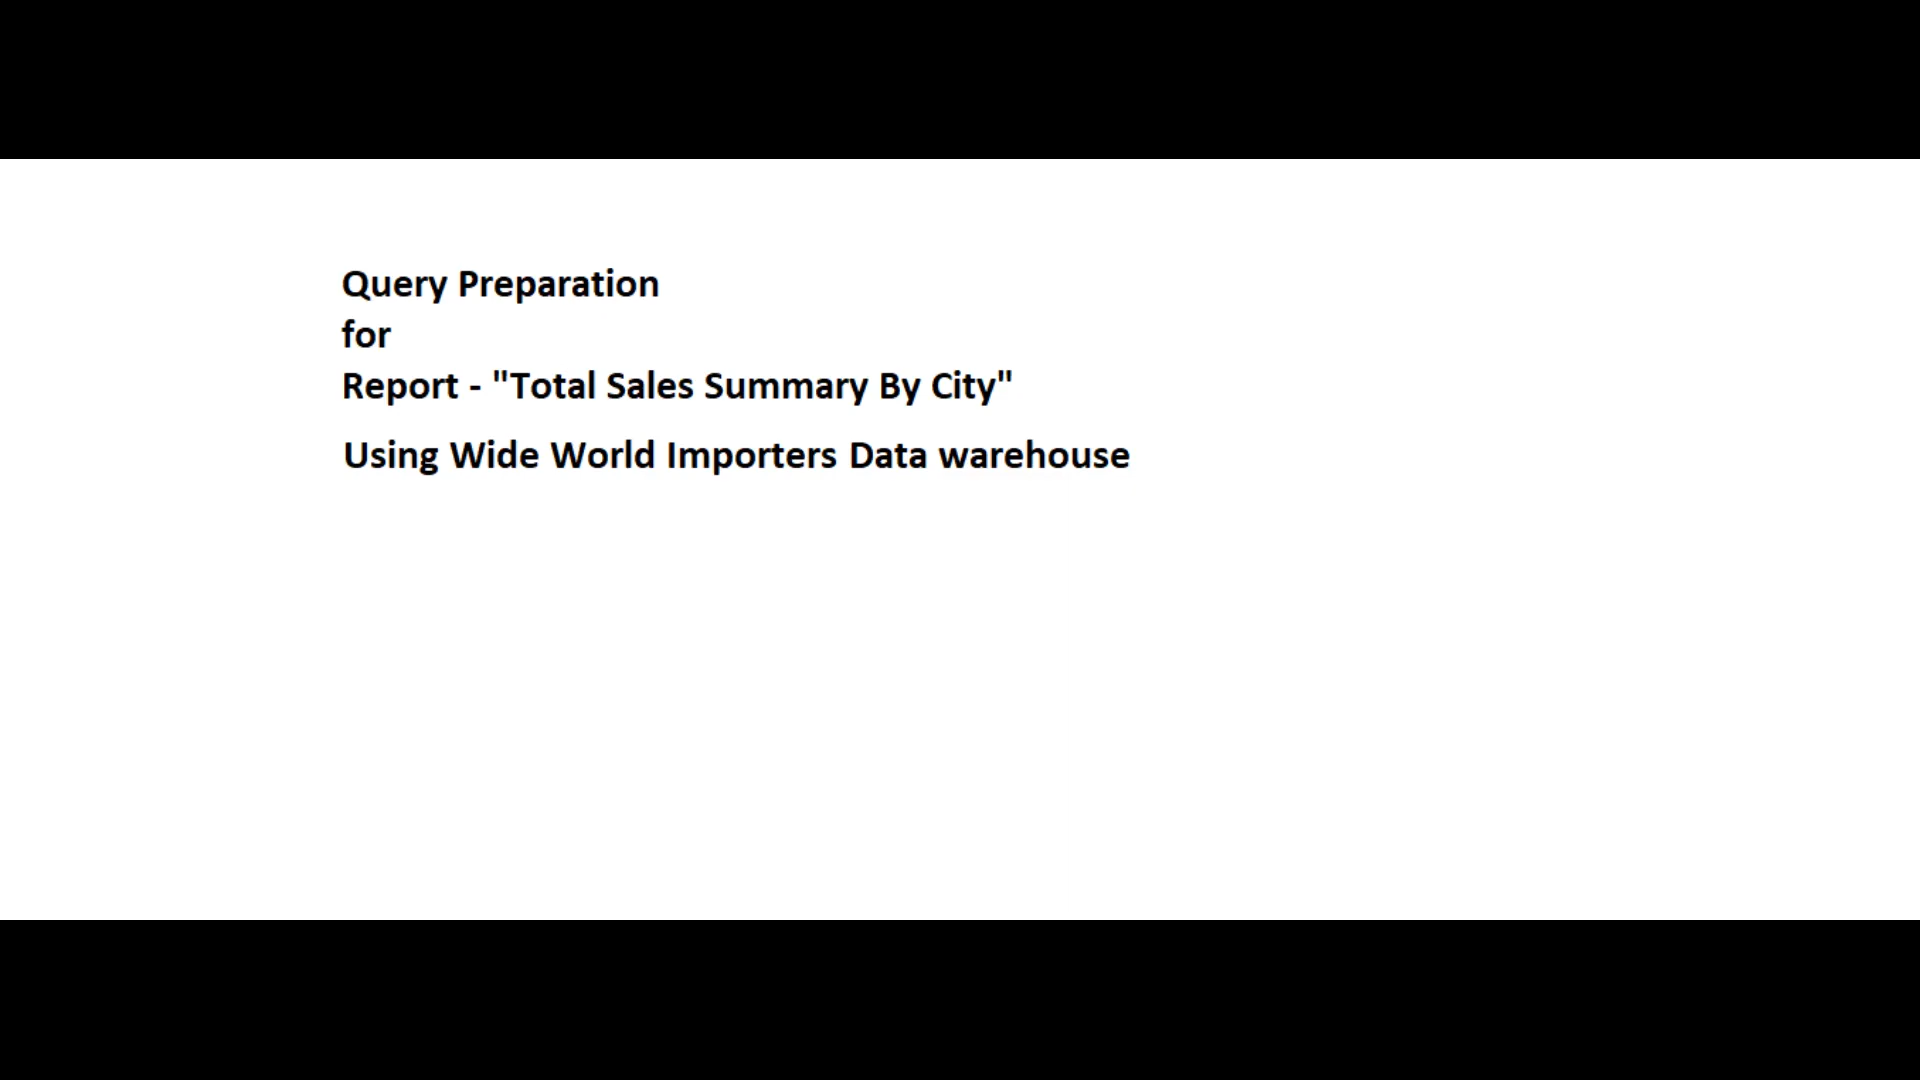 Query Preparation
for
Report - "Total Sales Summary By City"
Using Wide World Importers Data warehouse